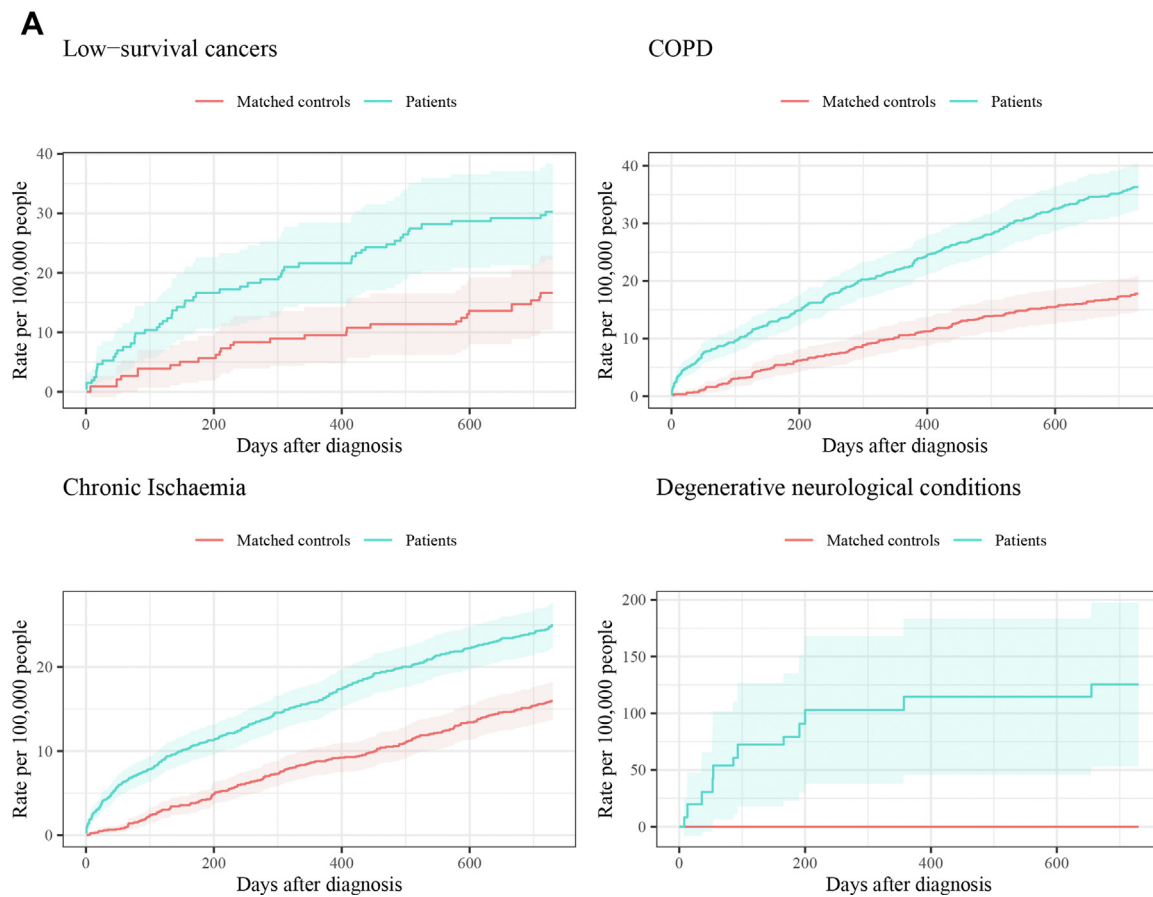 A
Low−survival cancers
Matched controls Patients
Rate per 100,000 people
40
30
20
10
0
0 200 400 600
Days after diagnosis
COPD
Matched controls Patients
Rate per 100,000 people
40
30
20
10
0
0 200 400 600
Days after diagnosis
Chronic Ischaemia
Matched controls Patients
Rate per 100,000 people
20
10
0
0 200 400 600
Days after diagnosis
Degenerative neurological conditions
Matched controls Patients
Rate per 100,000 people
200
150
100
50
0
0 200 400 600
Days after diagnosis